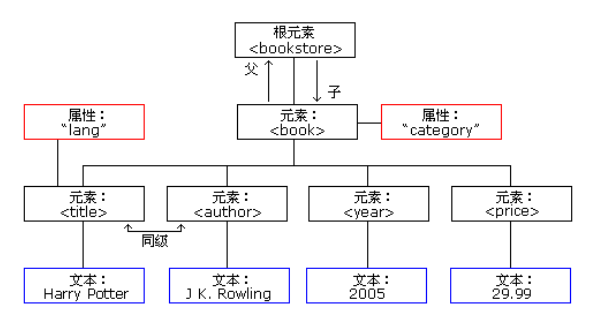 根元素
<bookstore>
父
子
属性：
“lang”
元素：
<book>
属性：
“category”
元素：
<title>
元素：
<author>
元素：
<year>
元素：
<price>
同级
文本：
Harry Potter
文本：
J K. Rowling
文本：
2005
文本：
29.99